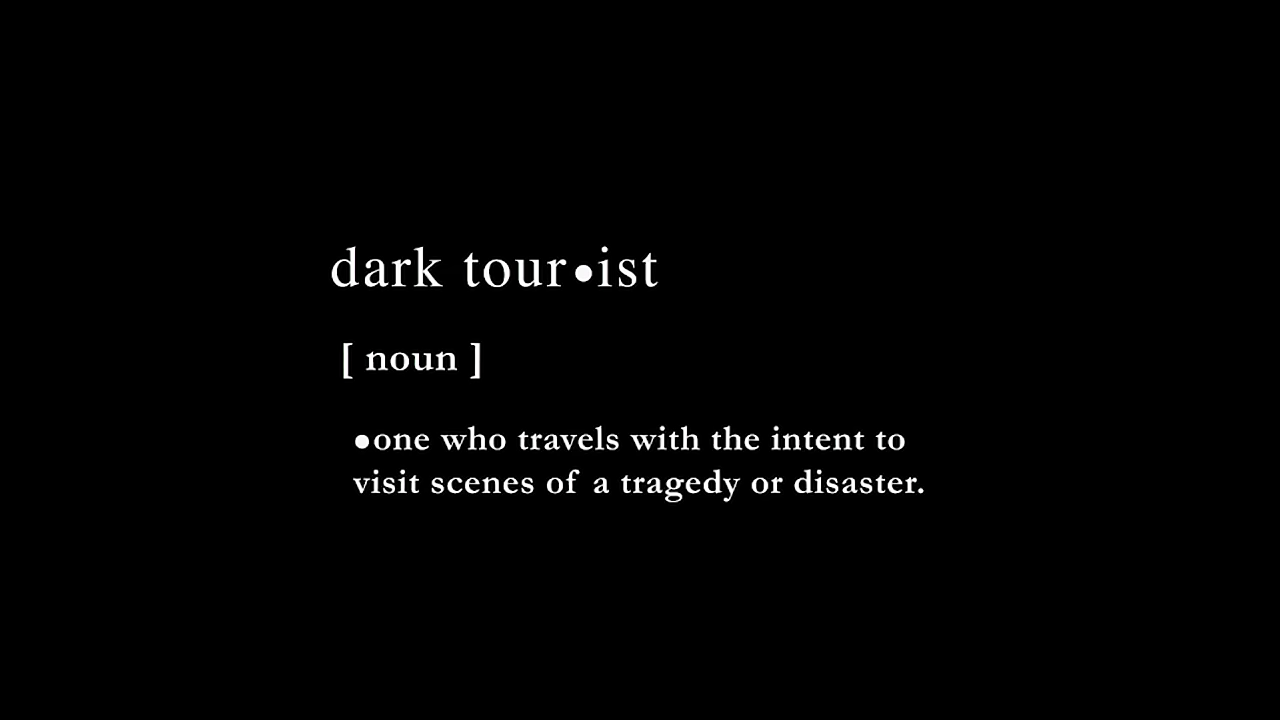 dark tour•ist
[ noun ]
•one who travels with the intent to
visit scenes of a tragedy or disaster.